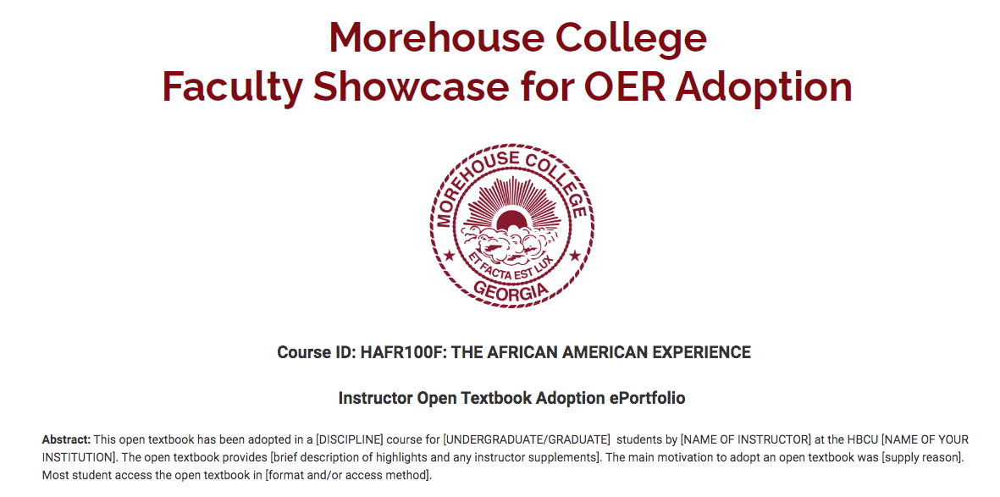 Morehouse College
Faculty Showcase for OER Adoption
MOREHOUSE COLLEGE
ET FACTA EST LUX
GEORGIA
Course ID: HAFR100F: THE AFRICAN AMERICAN EXPERIENCE
Instructor Open Textbook Adoption ePortfolio
Abstract: This open textbook has been adopted in a [DISCIPLINE] course for [UNDERGRADUATE/GRADUATE]  students by [NAME OF INSTRUCTOR] at the HBCU [NAME OF YOUR
INSTITUTION]. The open textbook provides [brief description of highlights and any instructor supplements]. The main motivation to adopt an open textbook was [supply reason].
Most student access the open textbook in [format and/or access method].